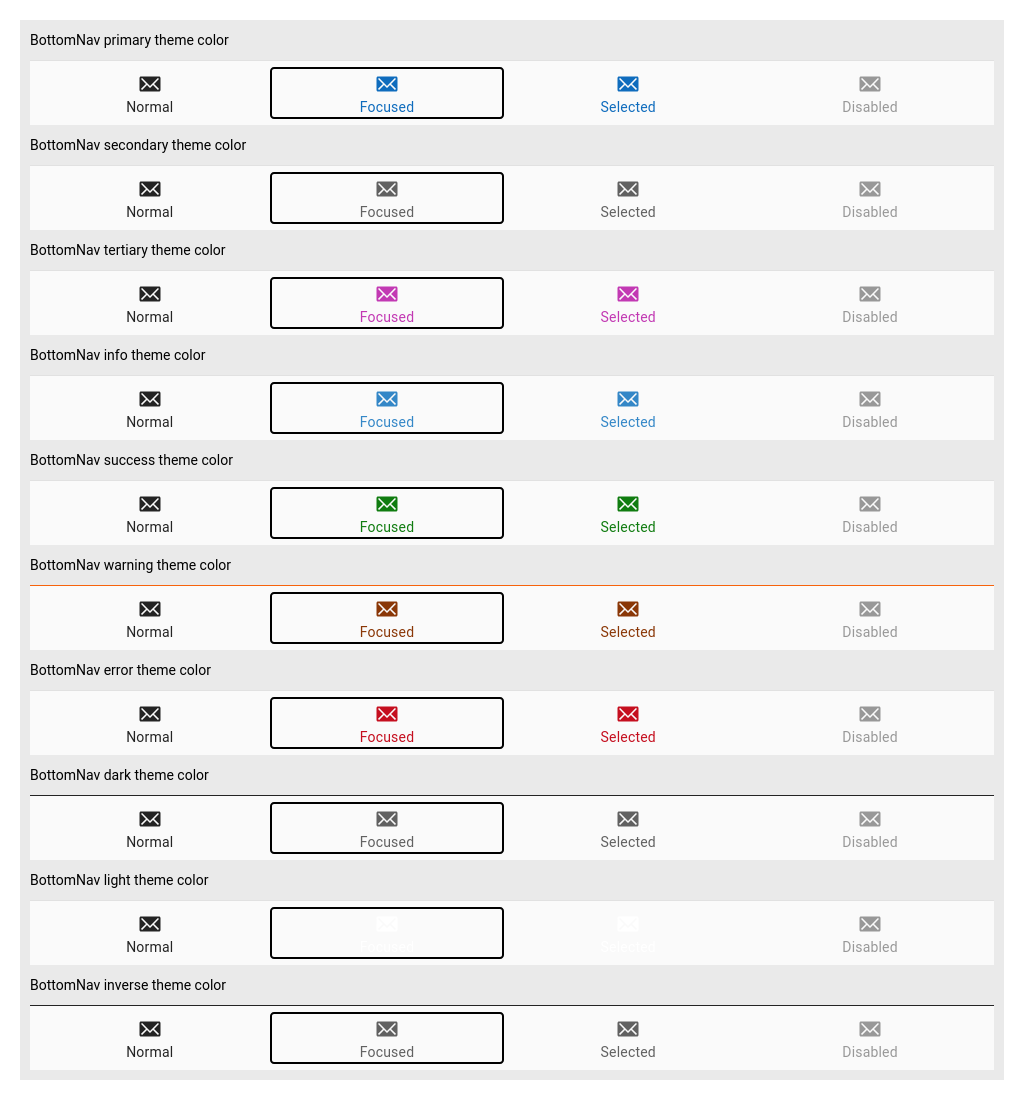 BottomNav primary theme color
Normal Focused Selected Disabled
BottomNav secondary theme color
Normal Focused Selected Disabled
BottomNav tertiary theme color
Normal Focused Selected Disabled
BottomNav info theme color
Normal Focused Selected Disabled
BottomNav success theme color
Normal Focused Selected Disabled
BottomNav warning theme color
Normal Focused Selected Disabled
BottomNav error theme color
Normal Focused Selected Disabled
BottomNav dark theme color
Normal Focused Selected Disabled
BottomNav light theme color
Normal Focused Selected Disabled
BottomNav inverse theme color
Normal Focused Selected Disabled